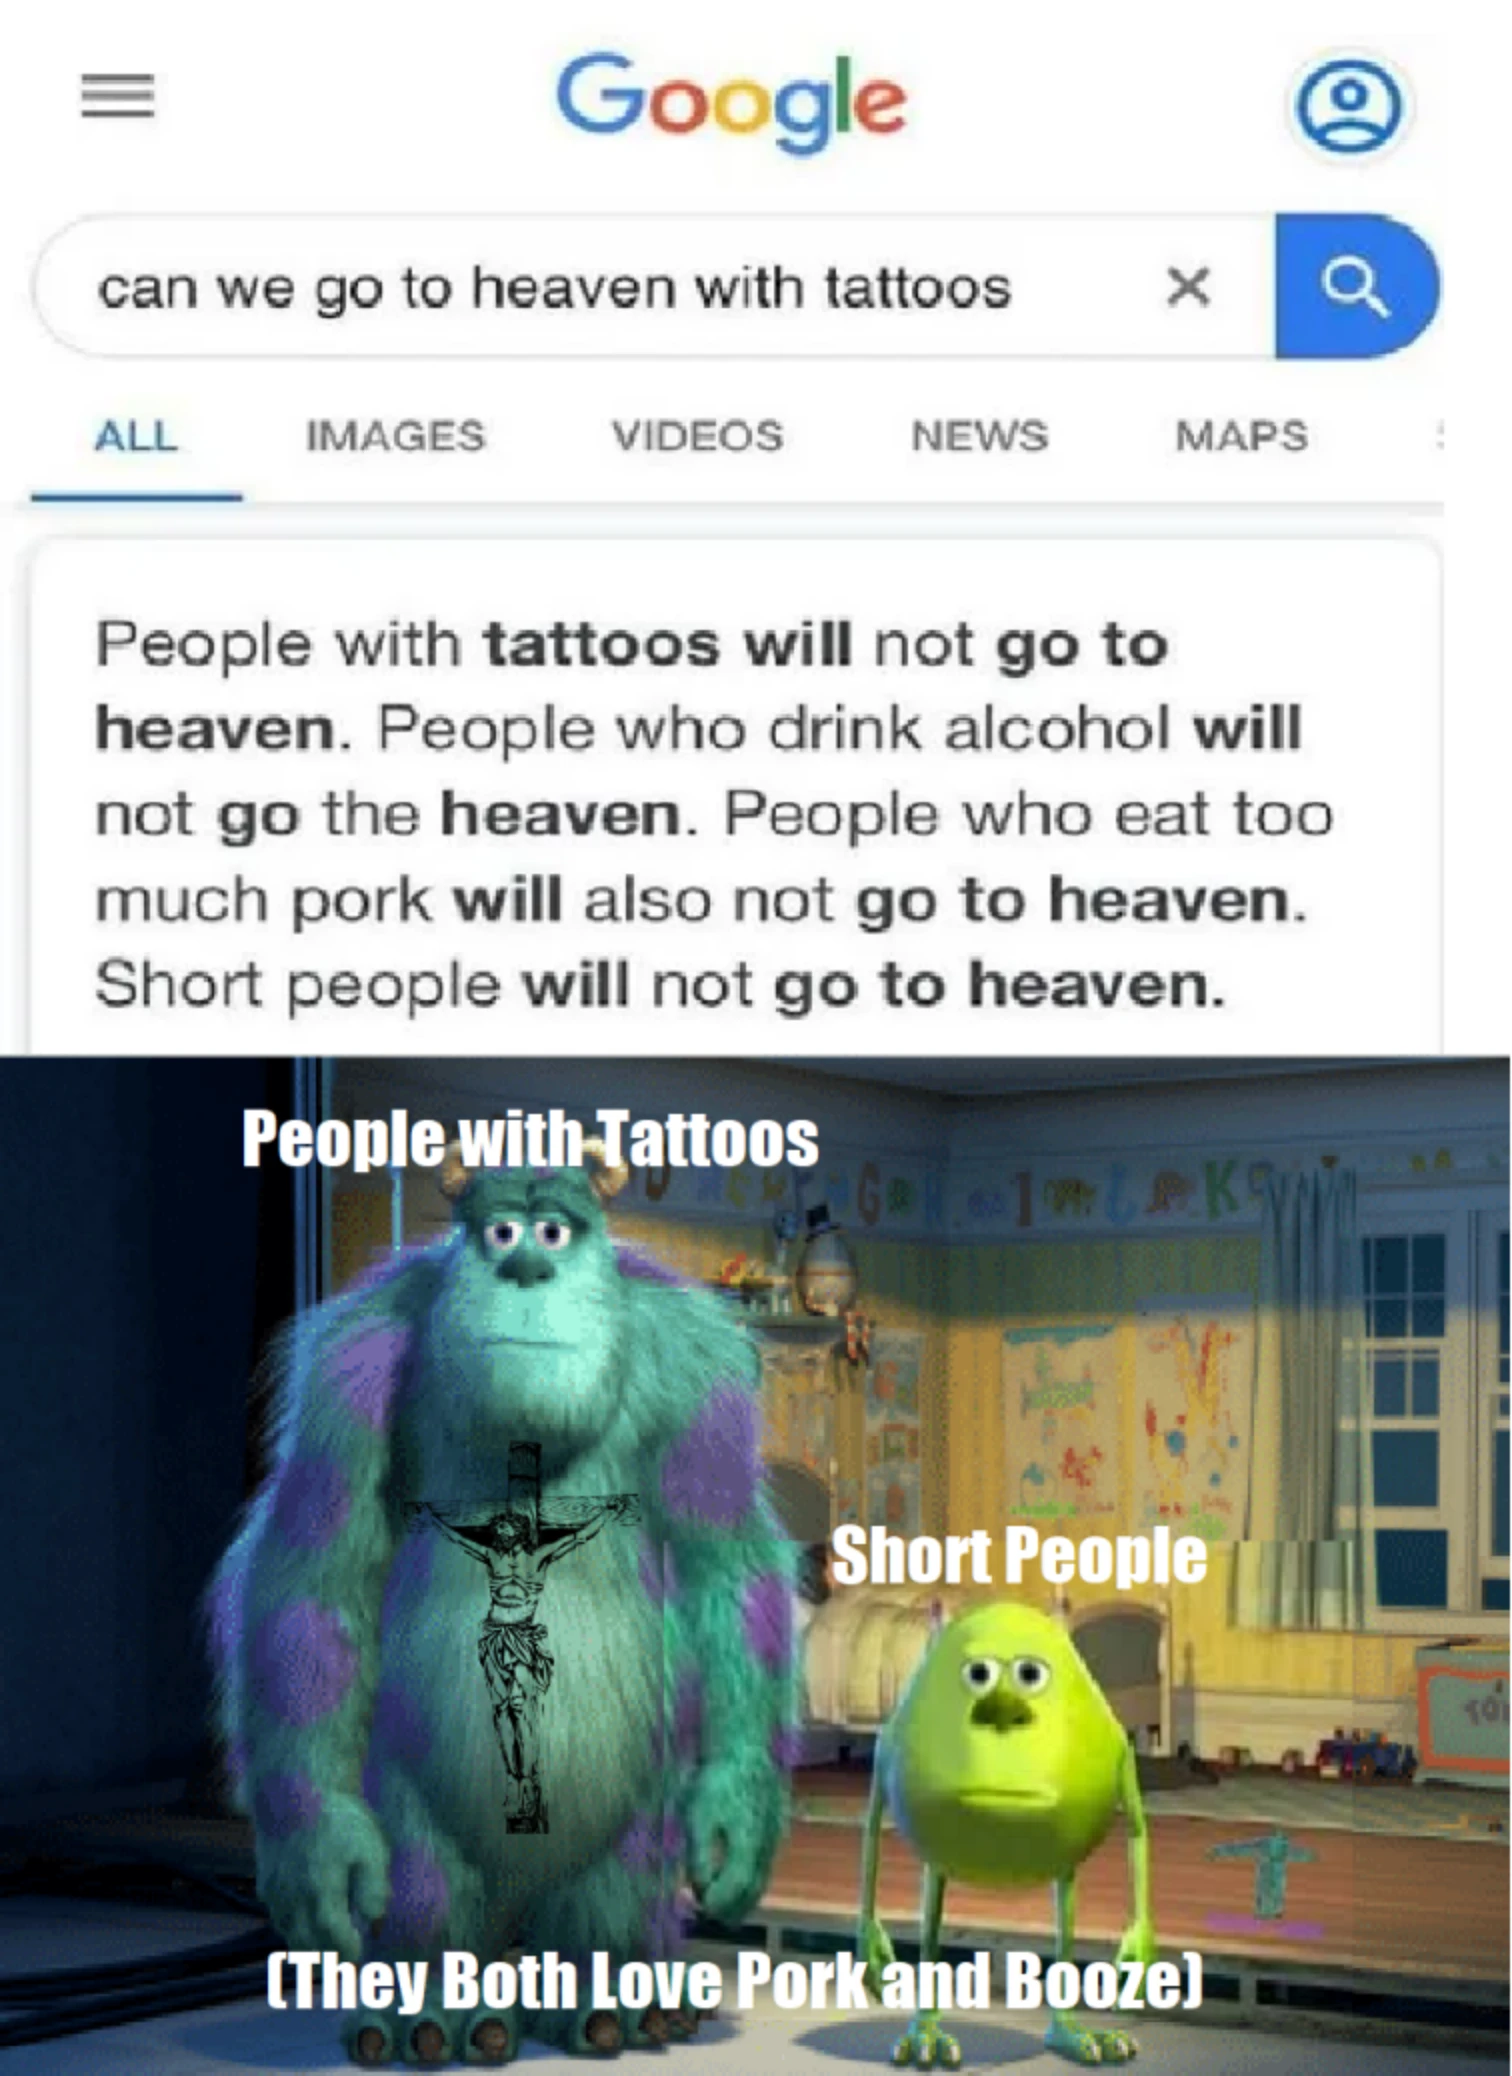 Google
can we go to heaven with tattoos
ALL IMAGES VIDEOS NEWS MAPS
People with tattoos will not go to
heaven. People who drink alcohol will
not go the heaven. People who eat too
much pork will also not go to heaven.
Short people will not go to heaven.
People with Tattoos
Short People
(They Both Love Pork and Booze)